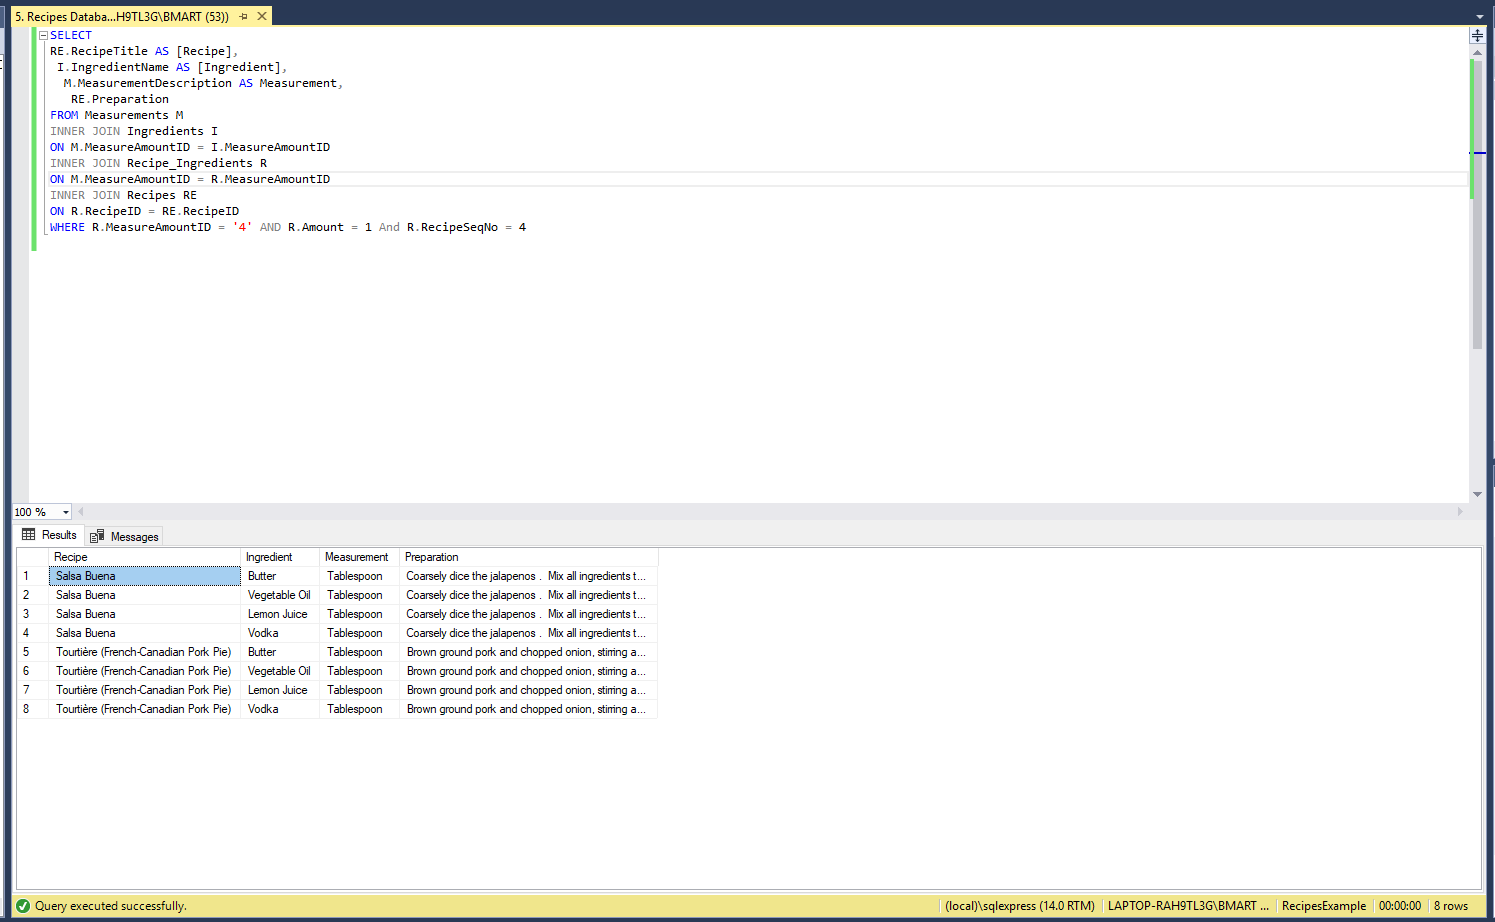 5. Recipes Databa...H9TL3G\BMART (53))
SELECT
RE.RecipeTitle AS [Recipe],
I.IngredientName AS [Ingredient],
M.MeasurementDescription AS Measurement,
RE.Preparation
FROM Measurements M
INNER JOIN Ingredients I
ON M.MeasureAmountID = I.MeasureAmountID
INNER JOIN Recipe_Ingredients R
ON M.MeasureAmountID = R.MeasureAmountID
INNER JOIN Recipes RE
ON R.RecipeID = RE.RecipeID
WHERE R.MeasureAmountID = '4' AND R.Amount = 1 And R.RecipeSeqNo = 4
100 %
Results Messages
Recipe Ingredient Measurement Preparation
1 Salsa Buena Butter Tablespoon Coarsely dice the jalapenos . Mix all ingredients t...
2 Salsa Buena Vegetable Oil Tablespoon Coarsely dice the jalapenos . Mix all ingredients t...
3 Salsa Buena Lemon Juice Tablespoon Coarsely dice the jalapenos . Mix all ingredients t...
4 Salsa Buena Vodka Tablespoon Coarsely dice the jalapenos . Mix all ingredients t...
5 Tourtière (French-Canadian Pork Pie) Butter Tablespoon Brown ground pork and chopped onion, stirring a...
6 Tourtière (French-Canadian Pork Pie) Vegetable Oil Tablespoon Brown ground pork and chopped onion, stirring a...
7 Tourtière (French-Canadian Pork Pie) Lemon Juice Tablespoon Brown ground pork and chopped onion, stirring a...
8 Tourtière (French-Canadian Pork Pie) Vodka Tablespoon Brown ground pork and chopped onion, stirring a...
Query executed successfully. (local)\sqlexpress (14.0 RTM) LAPTOP-RAH9TL3G\BMART ... RecipesExample 00:00:00 8 rows